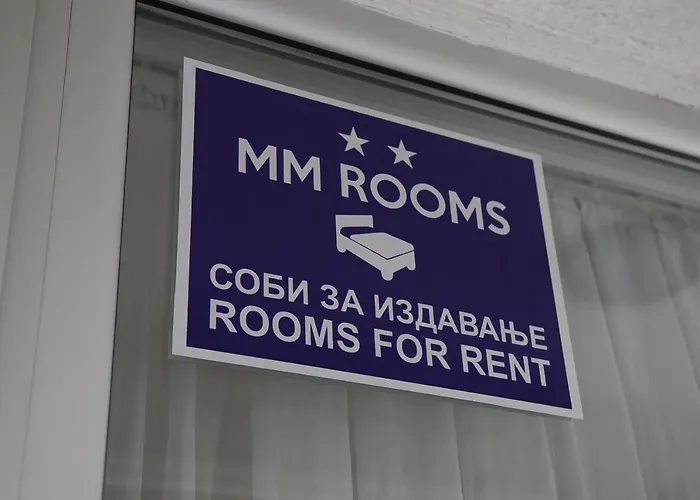 MM ROOMS
СОБИ ЗА ИЗДАВАЊЕ
ROOMS FOR RENT